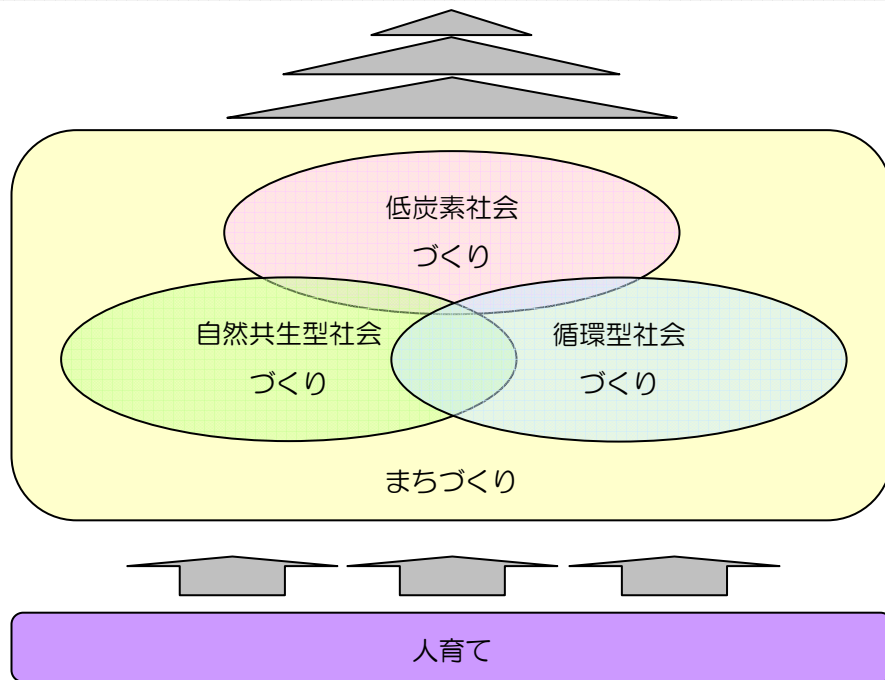 低炭素社会
づくり
自然共生型社会
づくり
循環型社会
づくり
まちづくり
人育て